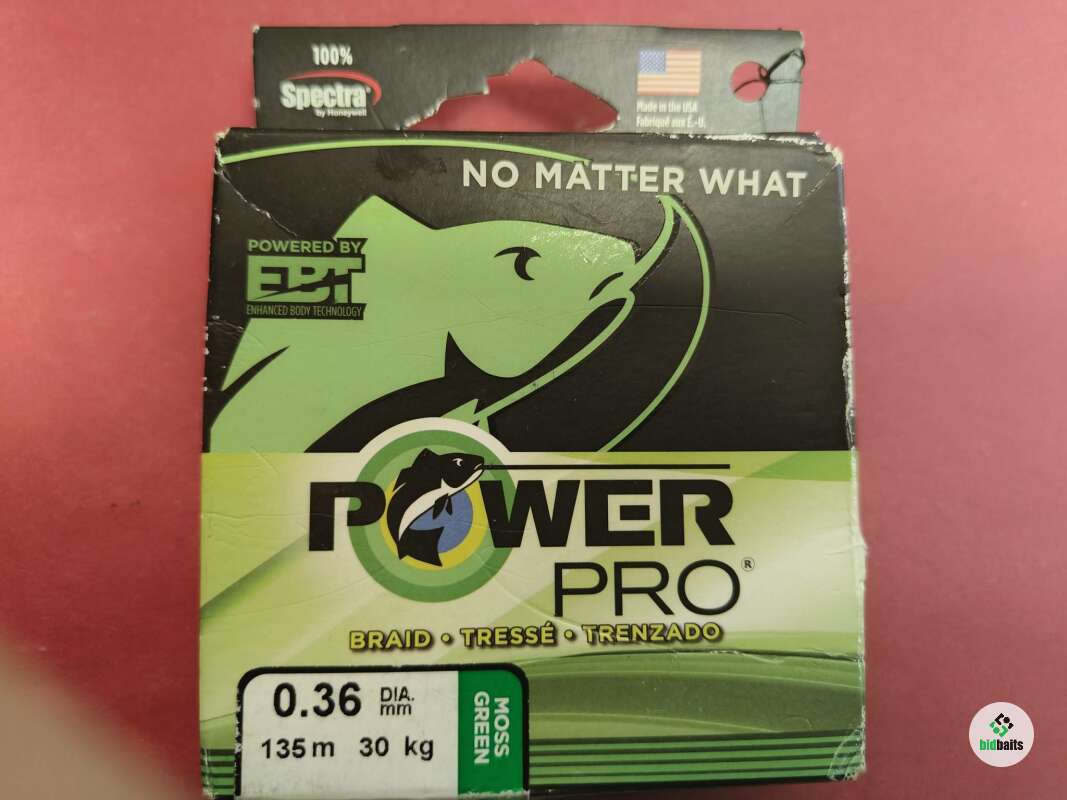 100%
Spectra®
by Honeywell
Made in the USA
Fabriqué aux É.-U.
NO MATTER WHAT
POWERED BY
EBT
ENHANCED BODY TECHNOLOGY
POWER
PRO®
BRAID • TRESSÉ • TRENZADO
0.36 DIA. mm
135 m 30 kg
MOSS
GREEN
bidbaits